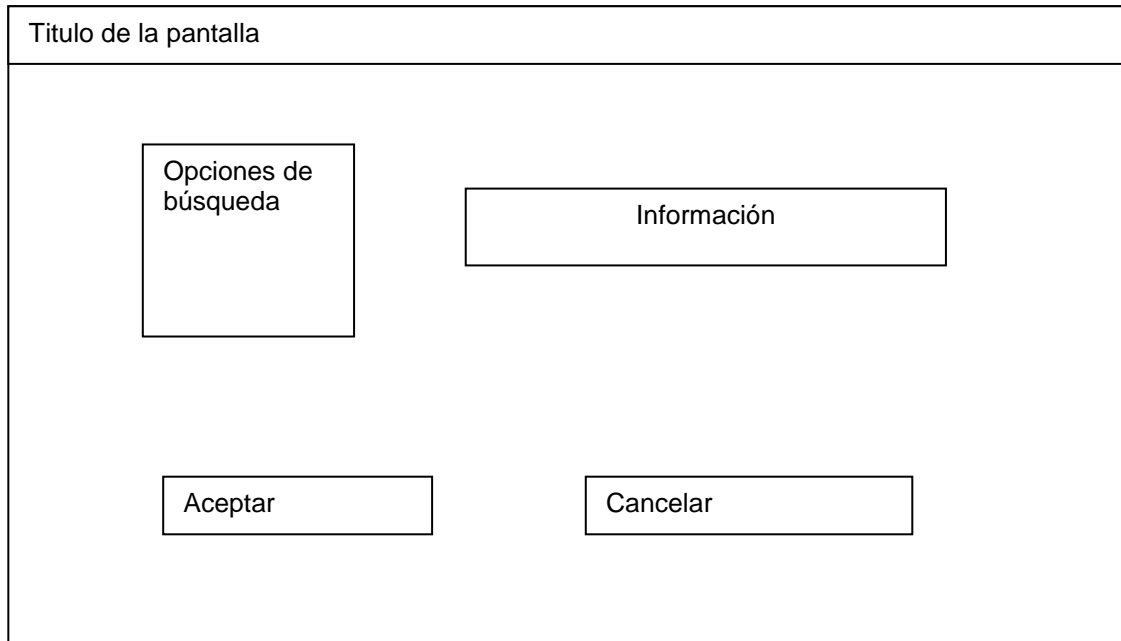 Titulo de la pantalla
Opciones de
búsqueda
Información
Aceptar
Cancelar